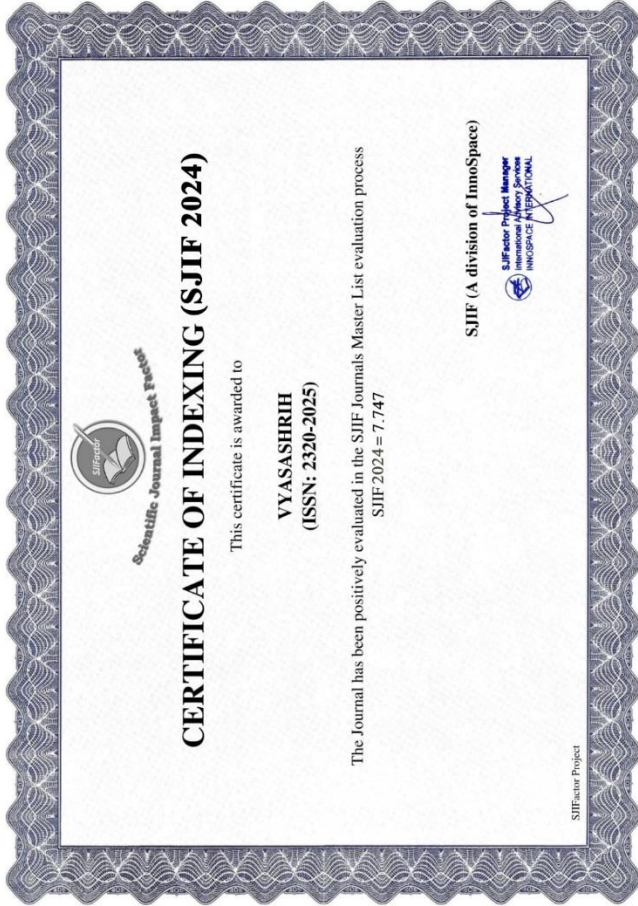 SJIFactor
Scientific Journal Impact Factor
CERTIFICATE OF INDEXING (SJIF 2024)
This certificate is awarded to
VYASASHRIH
(ISSN: 2320-2025)
The Journal has been positively evaluated in the SJIF Journals Master List evaluation process
SJIF 2024 = 7.747
SJIF (A division of InnoSpace)
SJIFactor Project Manager
International Advisory Services
INNOSPACE INTERNATIONAL
SJIFactor Project